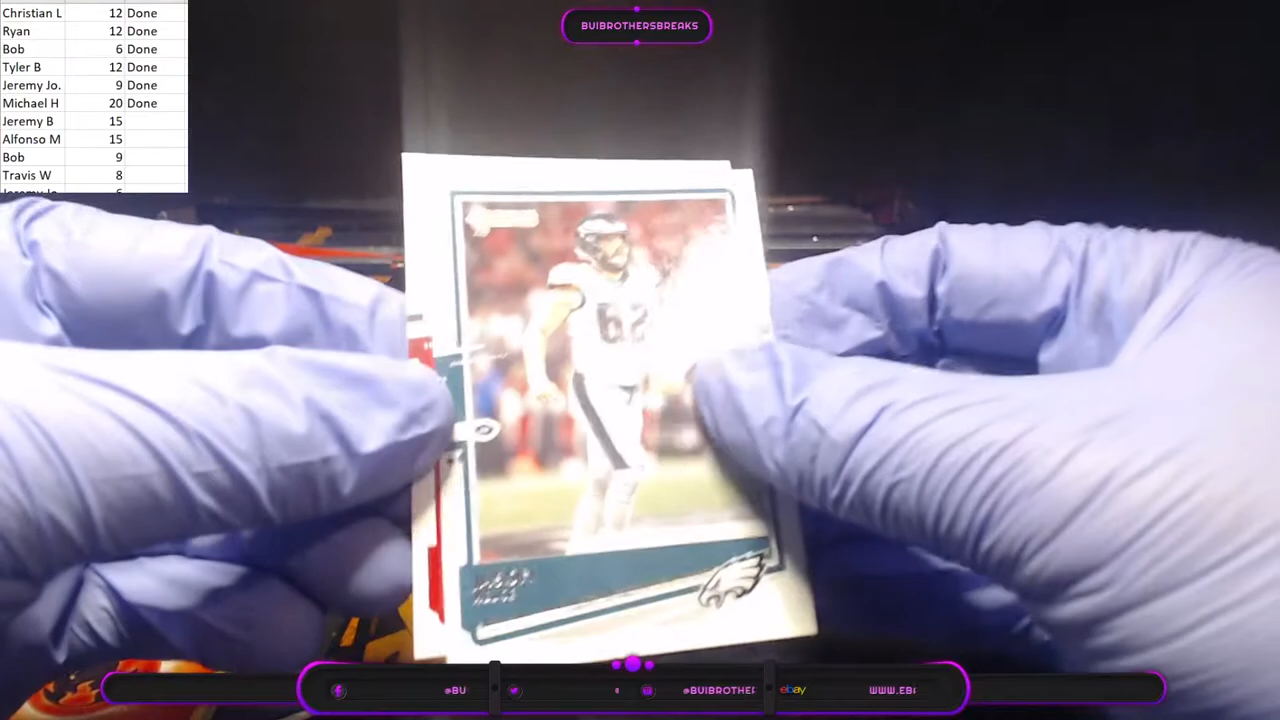 Christian L 12 Done
Ryan 12 Done
Bob 6 Done
Tyler B 12 Done
Jeremy Jo. 9 Done
Michael H 20 Done
Jeremy B 15
Alfonso M 15
Bob 9
Travis W 8
BUIBROTHERSBREAKS
62
JASON
@BU
@BUIBROTHE
ebay
WWW.EB